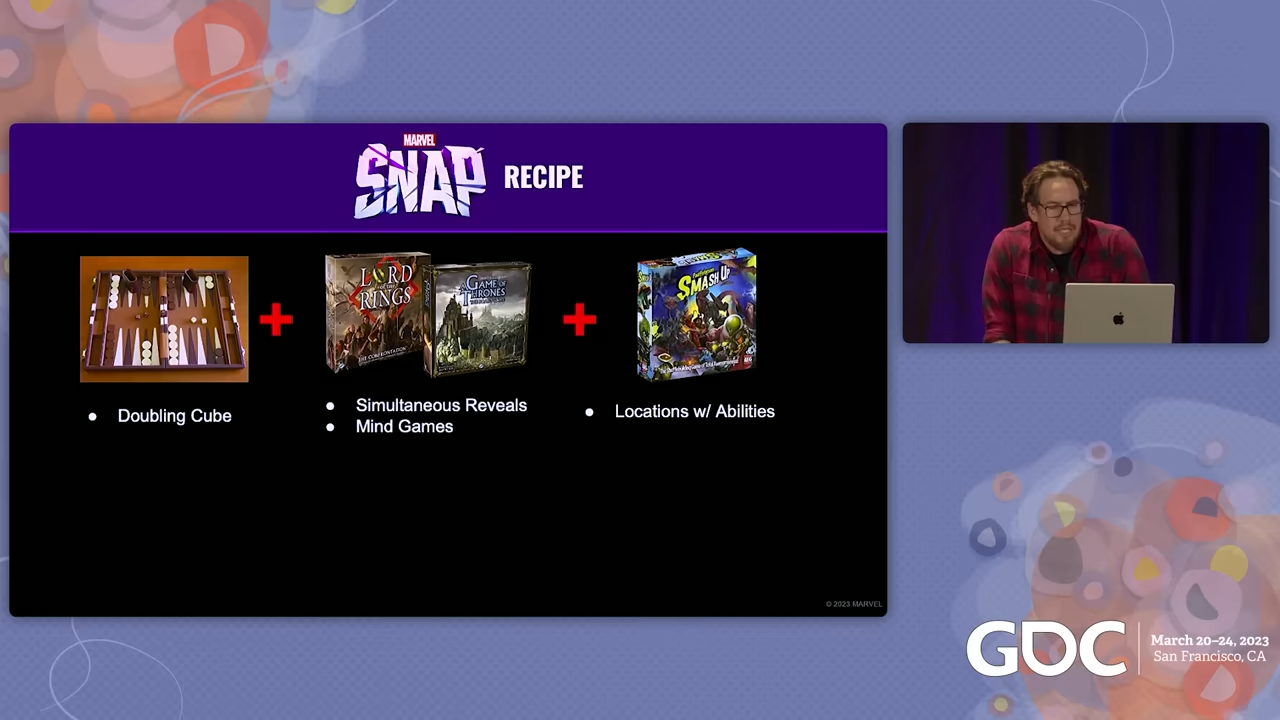 MARVEL
SNAP RECIPE
LORD
OF THE
RINGS
THE CONFRONTATION
A GAME OF
THRONES
SMASH UP
AEG
Doubling Cube
Simultaneous Reveals
Mind Games
Locations w/ Abilities
© 2023 MARVEL
GDC
March 20–24, 2023
San Francisco, CA